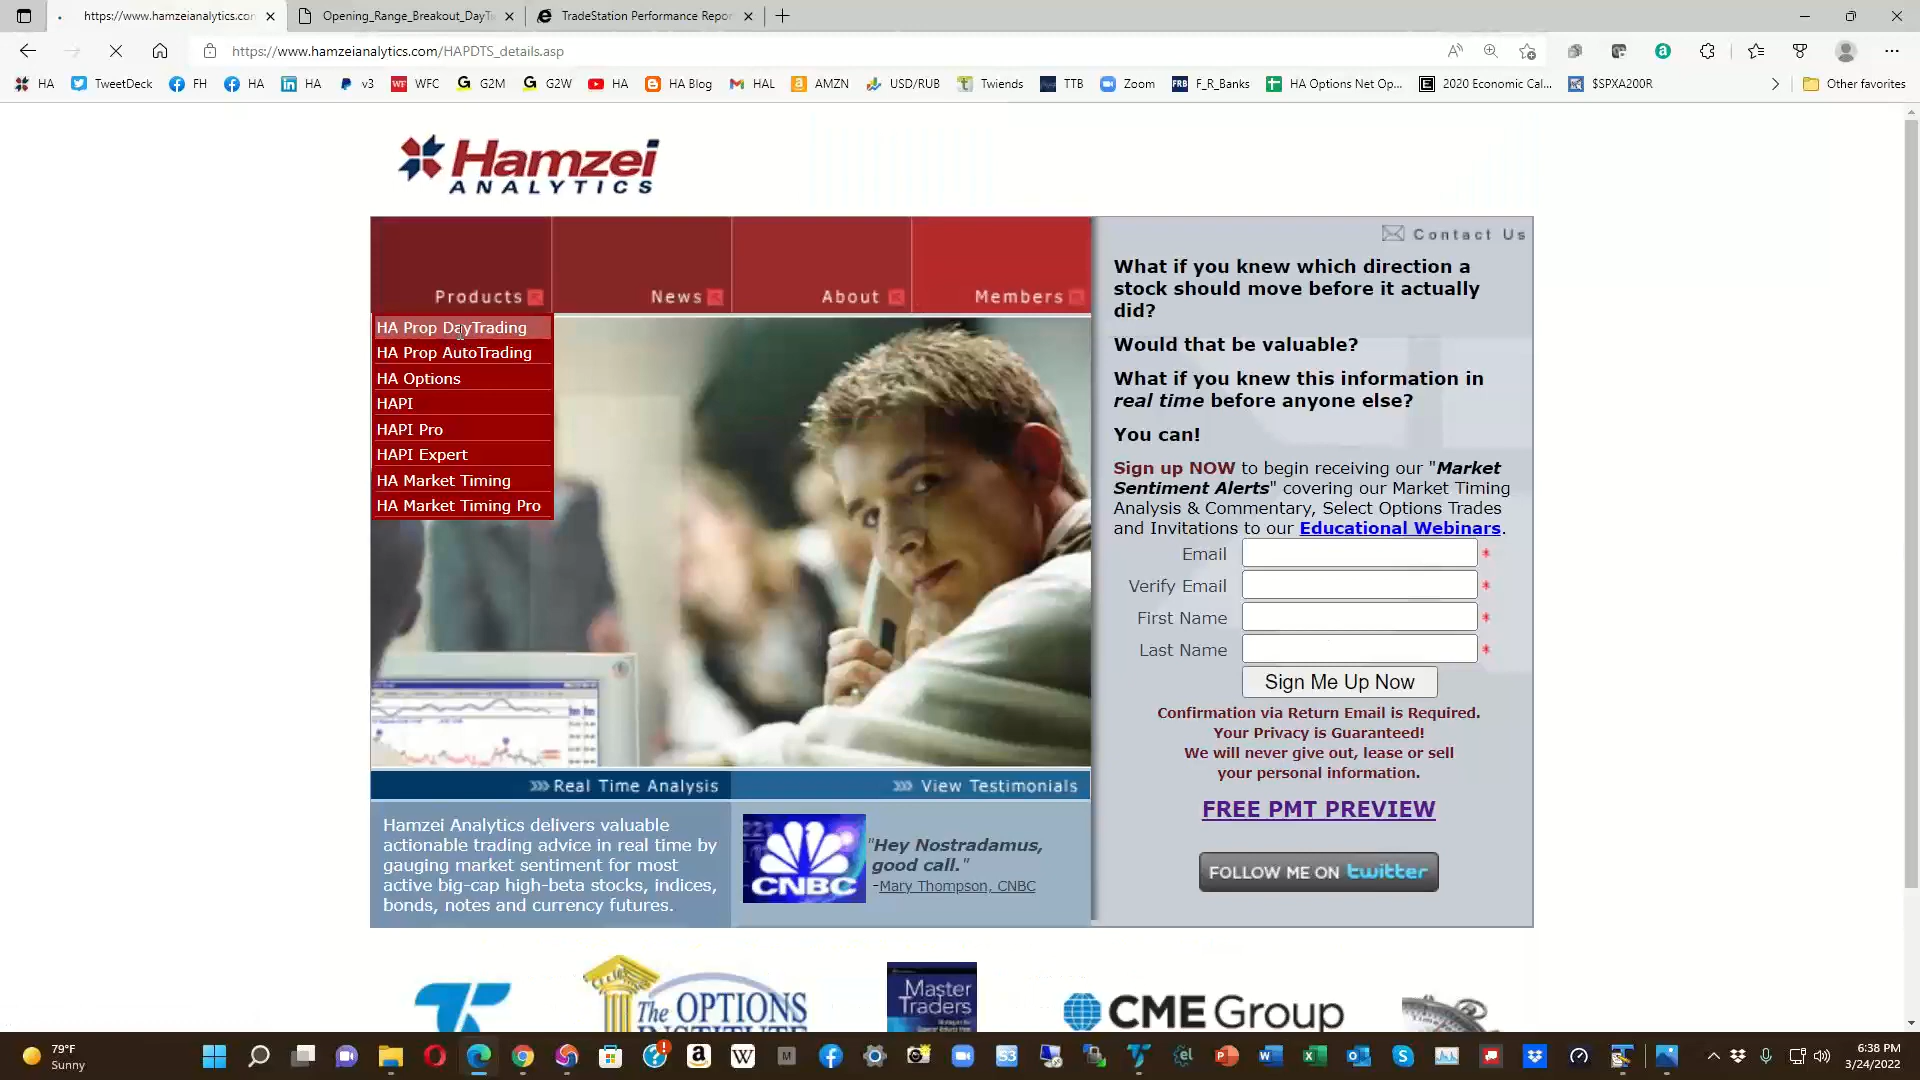 https://www.hamzeianalytics.com
Opening_Range_Breakout_DayT
TradeStation Performance Repor
https://www.hamzeianalytics.com/HAPDTS_details.asp
HA
TweetDeck
FH
HA
HA
v3
WFC
G2M
G2W
HA
HA Blog
HAL
AMZN
USD/RUB
Twiends
TTB
Zoom
F_R_Banks
HA Options Net Op...
2020 Economic Cal...
$SPXA200R
Other favorites
Hamzei
ANALYTICS
Products
News
About
Members
Contact Us
HA Prop DayTrading
HA Prop AutoTrading
HA Options
HAPI
HAPI Pro
HAPI Expert
HA Market Timing
HA Market Timing Pro
What if you knew which direction a
stock should move before it actually
did?
Would that be valuable?
What if you knew this information in
real time before anyone else?
You can!
Sign up NOW to begin receiving our "Market
Sentiment Alerts" covering our Market Timing
Analysis & Commentary, Select Options Trades
and Invitations to our Educational Webinars.
Email *
Verify Email *
First Name *
Last Name *
Sign Me Up Now
Confirmation via Return Email is Required.
Your Privacy is Guaranteed!
We will never give out, lease or sell
your personal information.
FREE PMT PREVIEW
FOLLOW ME ON twitter
Real Time Analysis
View Testimonials
Hamzei Analytics delivers valuable
actionable trading advice in real time by
gauging market sentiment for most
active big-cap high-beta stocks, indices,
bonds, notes and currency futures.
CNBC
"Hey Nostradamus,
good call."
-Mary Thompson, CNBC
The OPTIONS
INSTITUTE
Master
Traders
CME Group
79°F
Sunny
6:38 PM
3/24/2022